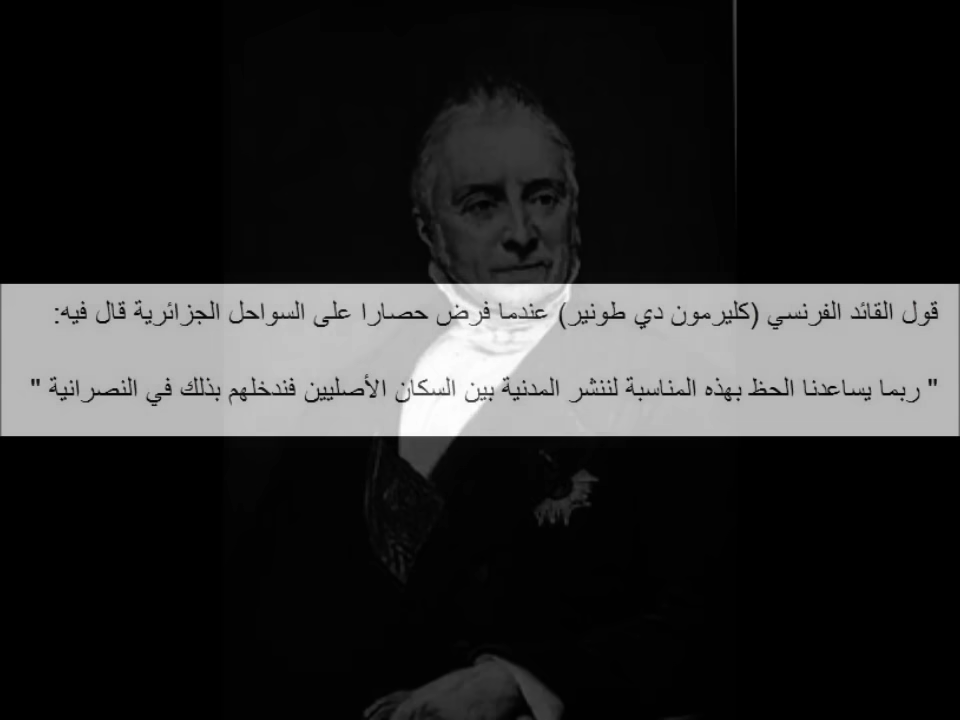 قول القائد الفرنسي (كليرمون دي طونير) عندما فرض حصارا على السواحل الجزائرية قال فيه:
" ربما يساعدنا الحظ بهذه المناسبة لننشر المدنية بين السكان الأصليين فندخلهم بذلك في النصرانية "